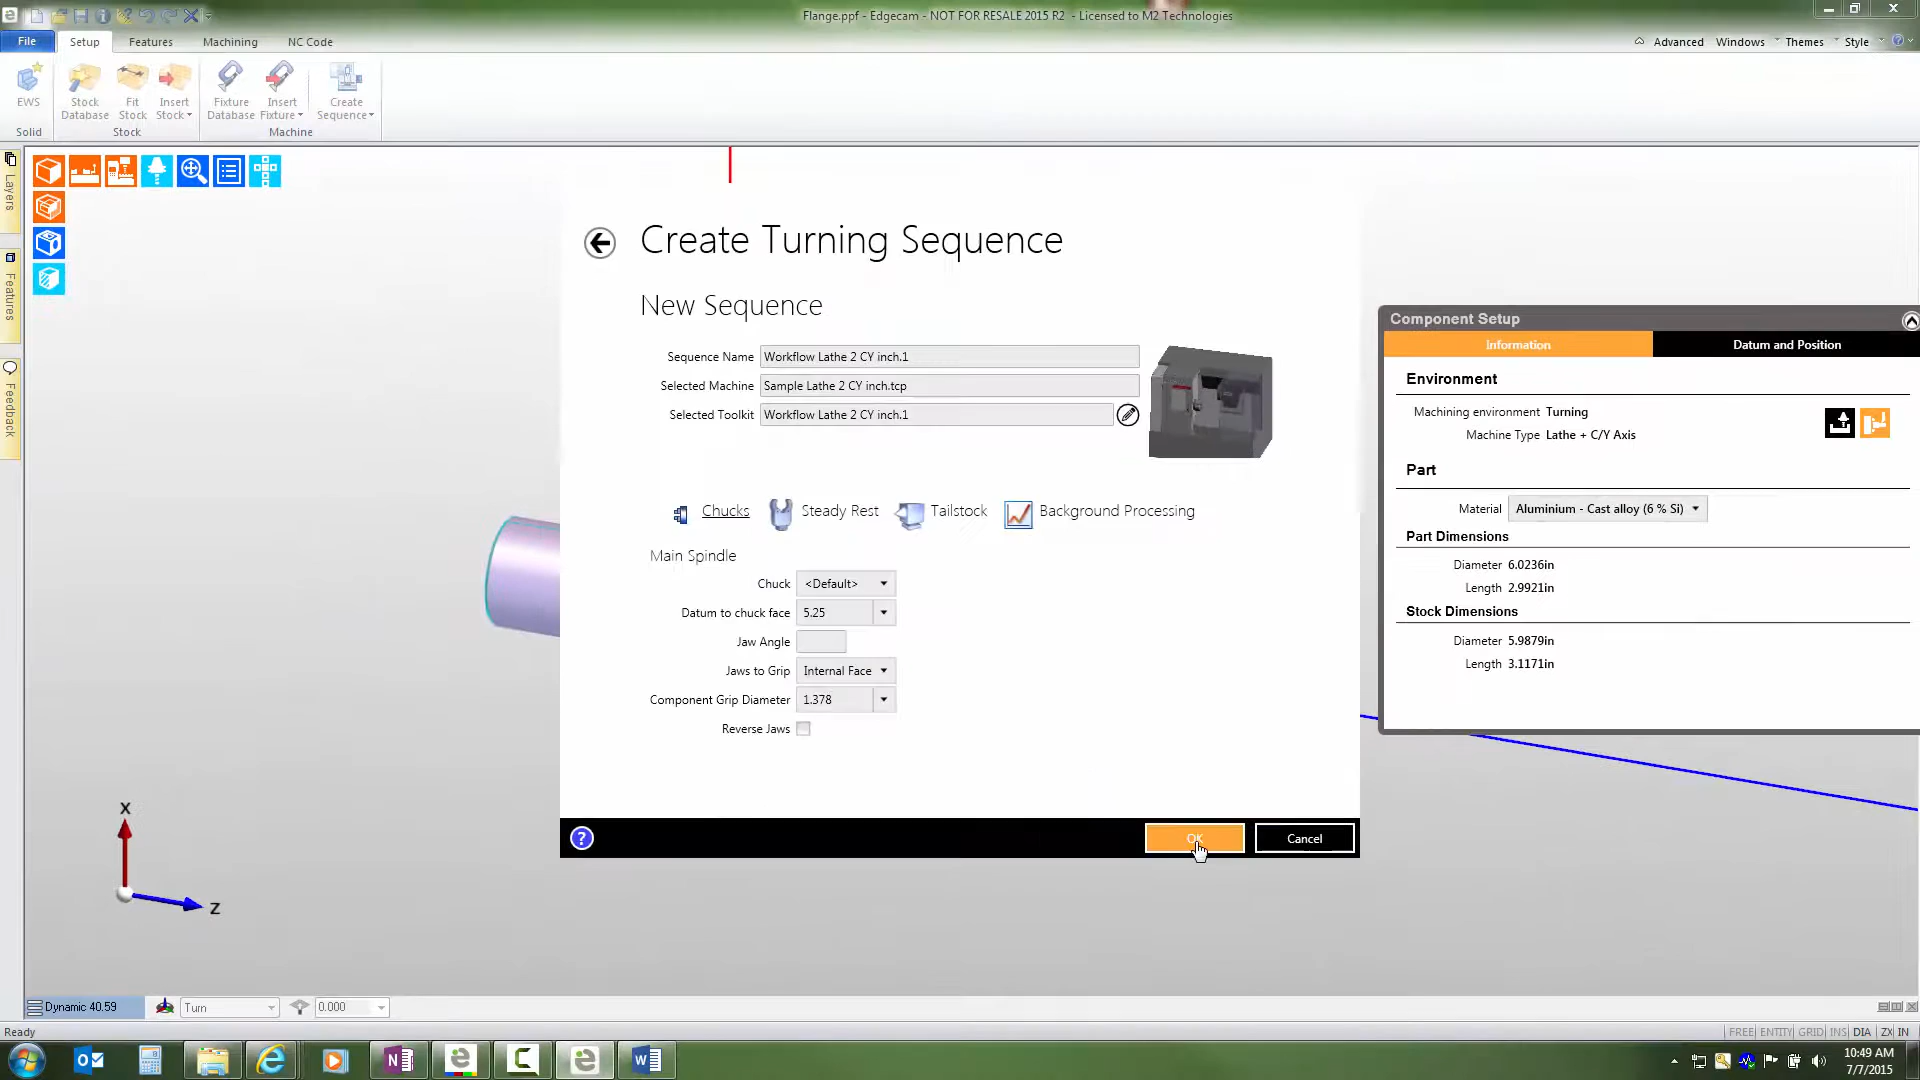 Flange.ppf - Edgecam - NOT FOR RESALE 2015 R2 - Licensed to M2 Technologies
File Setup Features Machining NC Code
Advanced Windows Themes Style
EWS
Stock Database
Fit Stock
Insert Stock
Fixture Database
Insert Fixture
Create Sequence
Solid Stock Machine
Layers
Features
Feedback
Create Turning Sequence
New Sequence
Sequence Name Workflow Lathe 2 CY inch.1
Selected Machine Sample Lathe 2 CY inch.tcp
Selected Toolkit Workflow Lathe 2 CY inch.1
Chucks Steady Rest Tailstock Background Processing
Main Spindle
Chuck <Default>
Datum to chuck face 5.25
Jaw Angle
Jaws to Grip Internal Face
Component Grip Diameter 1.378
Reverse Jaws
? OK Cancel
Component Setup
Information Datum and Position
Environment
Machining environment Turning
Machine Type Lathe + C/Y Axis
Part
Material Aluminium - Cast alloy (6 % Si)
Part Dimensions
Diameter 6.0236in
Length 2.9921in
Stock Dimensions
Diameter 5.9879in
Length 3.1171in
X
Z
Dynamic 40.59 Turn 0.000
Ready
FREE ENTITY GRID INS DIA ZX IN
10:49 AM
7/7/2015